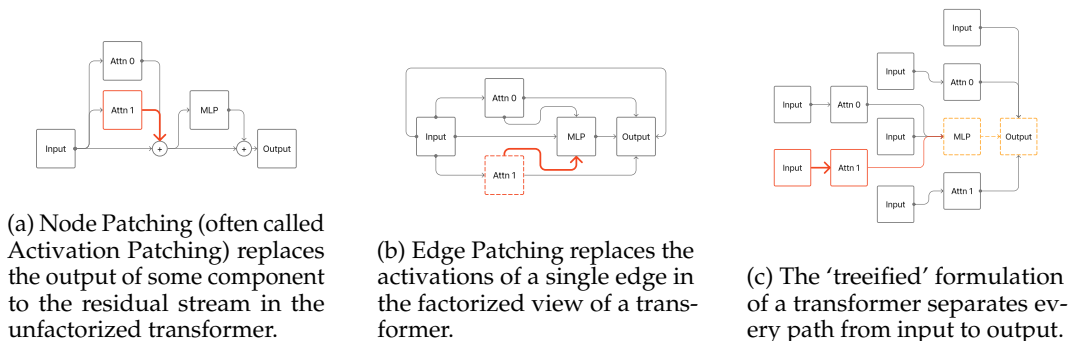 Attn 0
Attn 1
MLP
Input
+
+
Output
(a) Node Patching (often called
Activation Patching) replaces
the output of some component
to the residual stream in the
unfactorized transformer.
Attn 0
Input
MLP
Output
Attn 1
(b) Edge Patching replaces the
activations of a single edge in
the factorized view of a trans-
former.
Input
Input
Attn 0
Input
Attn 0
Input
MLP
Output
Input
Attn 1
Input
Attn 1
(c) The ‘treeified’ formulation
of a transformer separates ev-
ery path from input to output.